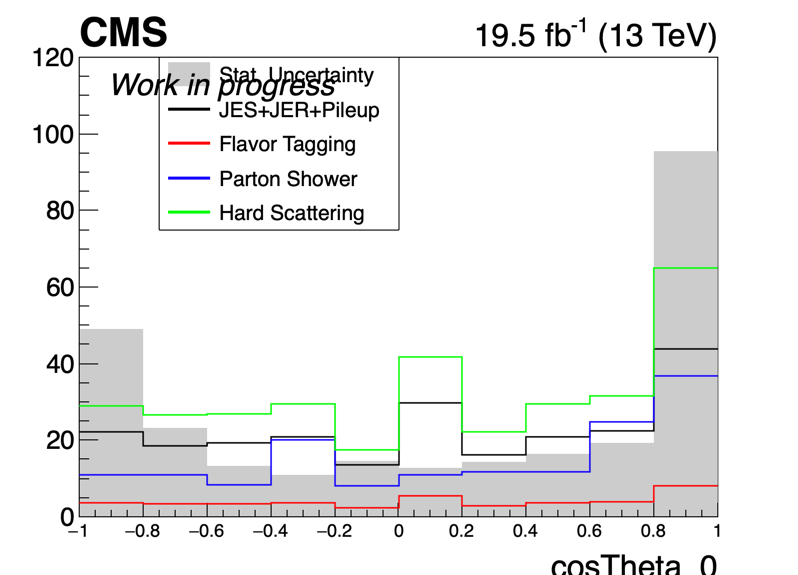 CMS 19.5 fb-1 (13 TeV)
120
Work in progress
Stat. Uncertainty
JES+JER+Pileup
Flavor Tagging
Parton Shower
Hard Scattering
100
80
60
40
20
0
−1 −0.8 −0.6 −0.4 −0.2 0 0.2 0.4 0.6 0.8 1
cosTheta_0